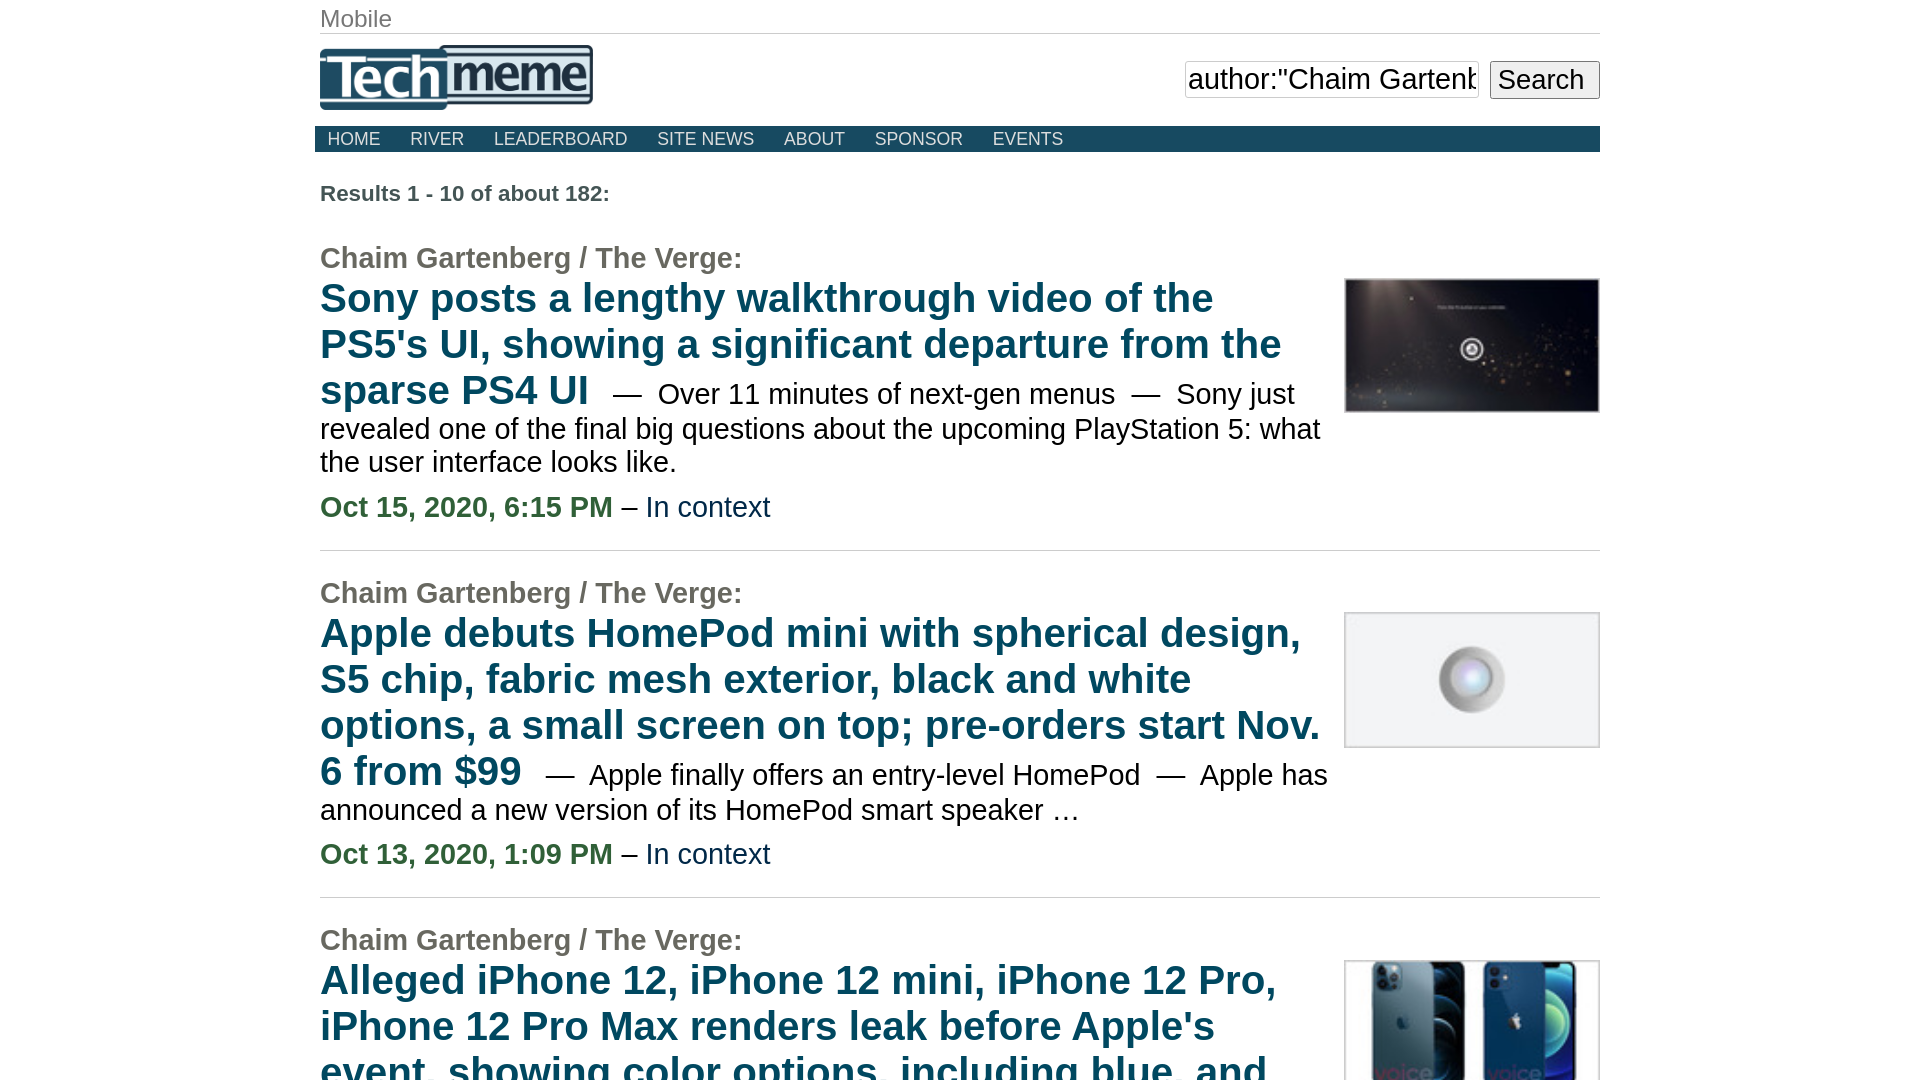 Mobile
Techmeme
author:"Chaim Gartenb
Search
HOME RIVER LEADERBOARD SITE NEWS ABOUT SPONSOR EVENTS
Results 1 - 10 of about 182:
Chaim Gartenberg / The Verge:
Sony posts a lengthy walkthrough video of the
PS5's UI, showing a significant departure from the
sparse PS4 UI — Over 11 minutes of next-gen menus — Sony just
revealed one of the final big questions about the upcoming PlayStation 5: what
the user interface looks like.
Oct 15, 2020, 6:15 PM – In context
Chaim Gartenberg / The Verge:
Apple debuts HomePod mini with spherical design,
S5 chip, fabric mesh exterior, black and white
options, a small screen on top; pre-orders start Nov.
6 from $99 — Apple finally offers an entry-level HomePod — Apple has
announced a new version of its HomePod smart speaker …
Oct 13, 2020, 1:09 PM – In context
Chaim Gartenberg / The Verge:
Alleged iPhone 12, iPhone 12 mini, iPhone 12 Pro,
iPhone 12 Pro Max renders leak before Apple's
event, showing color options, including blue, and
voice voice